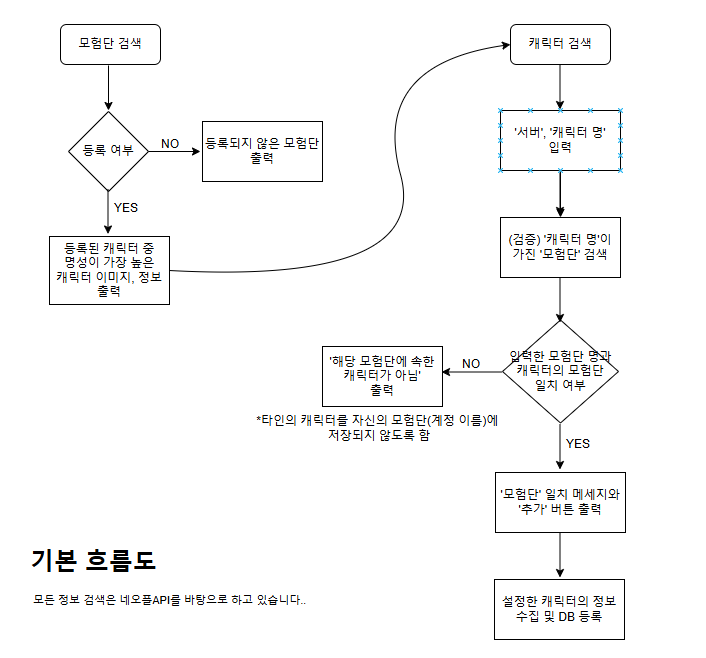 모험단 검색
등록 여부
NO
등록되지 않은 모험단
출력
YES
등록된 캐릭터 중
명성이 가장 높은
캐릭터 이미지, 정보
출력
캐릭터 검색
'서버', '캐릭터 명'
입력
(검증) '캐릭터 명'이
가진 '모험단' 검색
입력한 모험단 명과
캐릭터의 모험단
일치 여부
NO
'해당 모험단에 속한
캐릭터가 아님'
출력
*타인의 캐릭터를 자신의 모험단(계정 이름)에
저장되지 않도록 함
YES
'모험단' 일치 메세지와
'추가' 버튼 출력
설정한 캐릭터의 정보
수집 및 DB 등록
기본 흐름도
모든 정보 검색은 네오플API를 바탕으로 하고 있습니다..